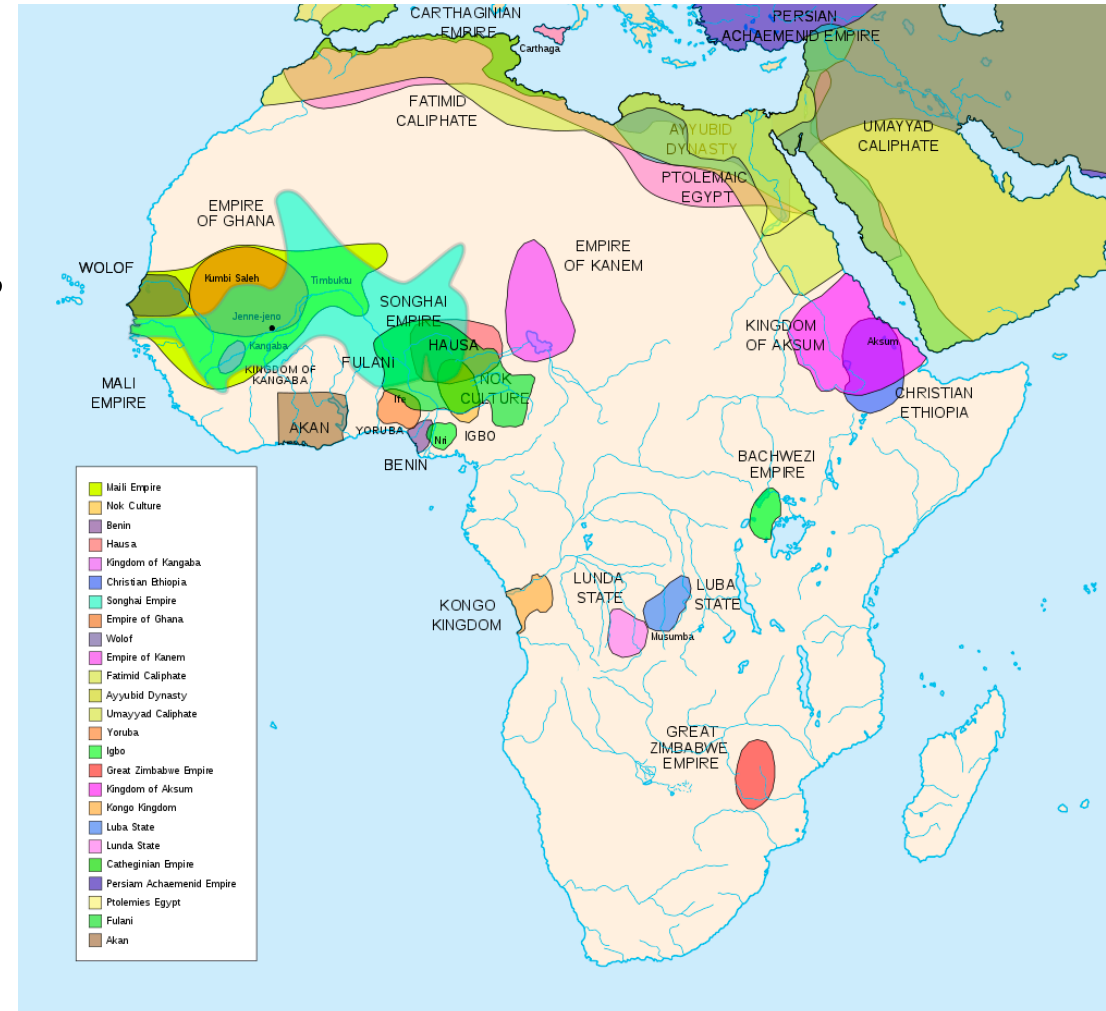 CARTHAGINIAN
EMPIRE
Carthaga
PERSIAN
ACHAEMENID EMPIRE
FATIMID
CALIPHATE
AYYUBID
DYNASTY
UMAYYAD
CALIPHATE
PTOLEMAIC
EGYPT
EMPIRE
OF GHANA
WOLOF
Kumbi Saleh
Timbuktu
EMPIRE
OF KANEM
SONGHAI
EMPIRE
Jenne-jeno
Kangaba
HAUSA
FULANI
KINGDOM
OF AKSUM
Aksum
KINGDOM OF
KANGABA
MALI
EMPIRE
NOK
CULTURE
CHRISTIAN
ETHIOPIA
Ife
AKAN
YORUBA
Nri
IGBO
BENIN
BACHWEZI
EMPIRE
LUNDA
STATE
LUBA
STATE
KONGO
KINGDOM
Musumba
GREAT
ZIMBABWE
EMPIRE
Maili Empire
Nok Culture
Benin
Hausa
Kingdom of Kangaba
Christian Ethiopia
Songhai Empire
Empire of Ghana
Wolof
Empire of Kanem
Fatimid Caliphate
Ayyubid Dynasty
Umayyad Caliphate
Yoruba
Igbo
Great Zimbabwe Empire
Kingdom of Aksum
Kongo Kingdom
Luba State
Lunda State
Catheginian Empire
Persiam Achaemenid Empire
Ptolemies Egypt
Fulani
Akan